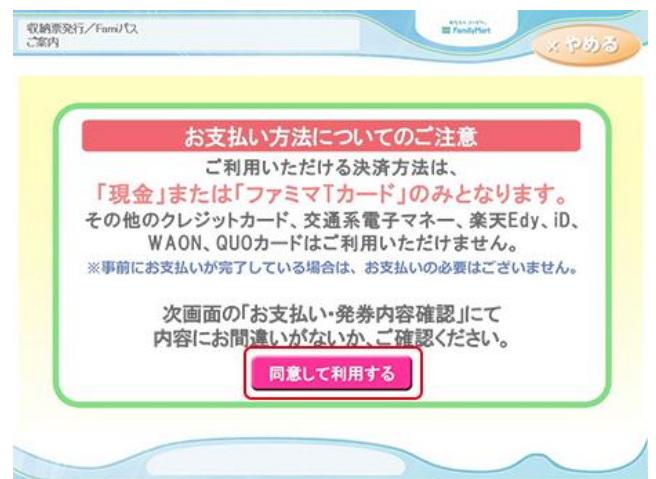 収納票発行／Famiパス
ご案内
FamilyMart
×やめる
お支払い方法についてのご注意
ご利用いただける決済方法は、
「現金」または「ファミマTカード」のみとなります。
その他のクレジットカード、交通系電子マネー、楽天Edy、iD、
WAON、QUOカードはご利用いただけません。
※事前にお支払いが完了している場合は、お支払いの必要はございません。
次画面の「お支払い・発券内容確認」にて
内容にお間違いがないか、ご確認ください。
同意して利用する